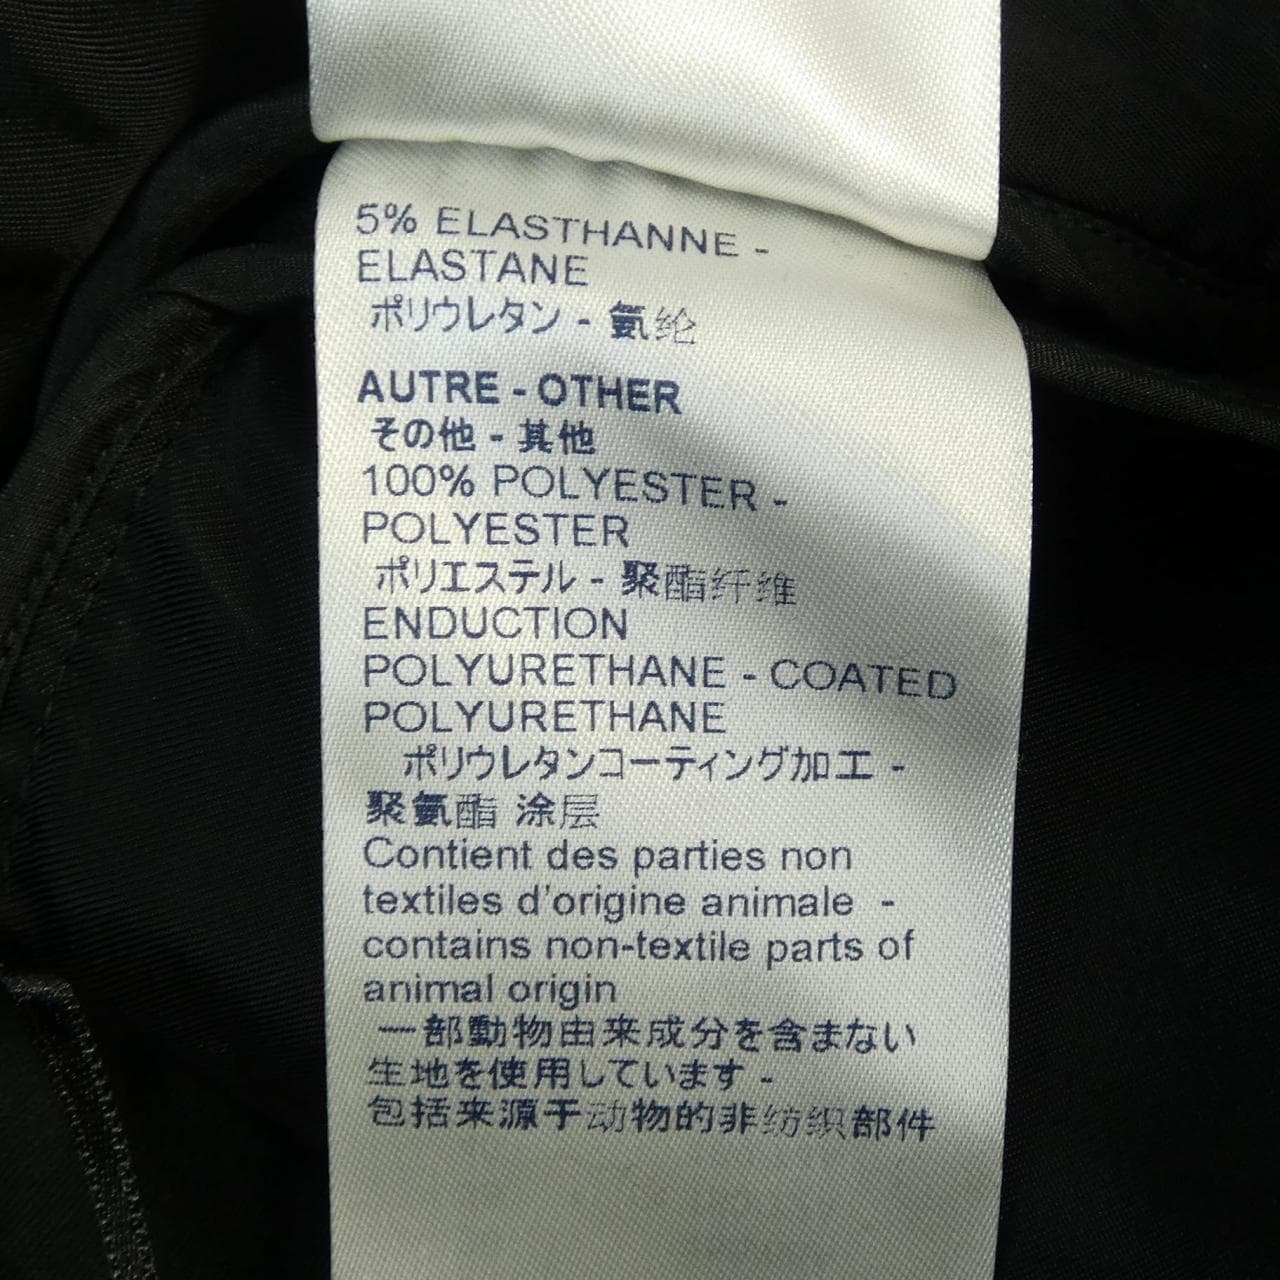 5% ELASTHANNE -
ELASTANE
ポリウレタン - 氨纶
AUTRE - OTHER
その他 - 其他
100% POLYESTER -
POLYESTER
ポリエステル - 聚酯纤维
ENDUCTION
POLYURETHANE - COATED
POLYURETHANE
ポリウレタンコーティング加工 -
聚氨酯 涂层
Contient des parties non
textiles d'origine animale -
contains non-textile parts of
animal origin
一部動物由来成分を含まない
生地を使用しています -
包括来源于动物的非纺织部件